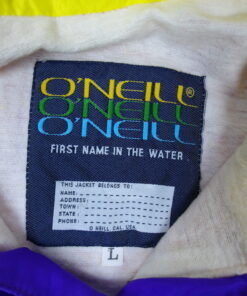 O'NEILL®
O'NEILL
O'NEILL
FIRST NAME IN THE WATER
THIS JACKET BELONGS TO:
NAME:
ADDRESS:
TOWN:
STATE:
PHONE:
O NEILL, CAL. USA
L